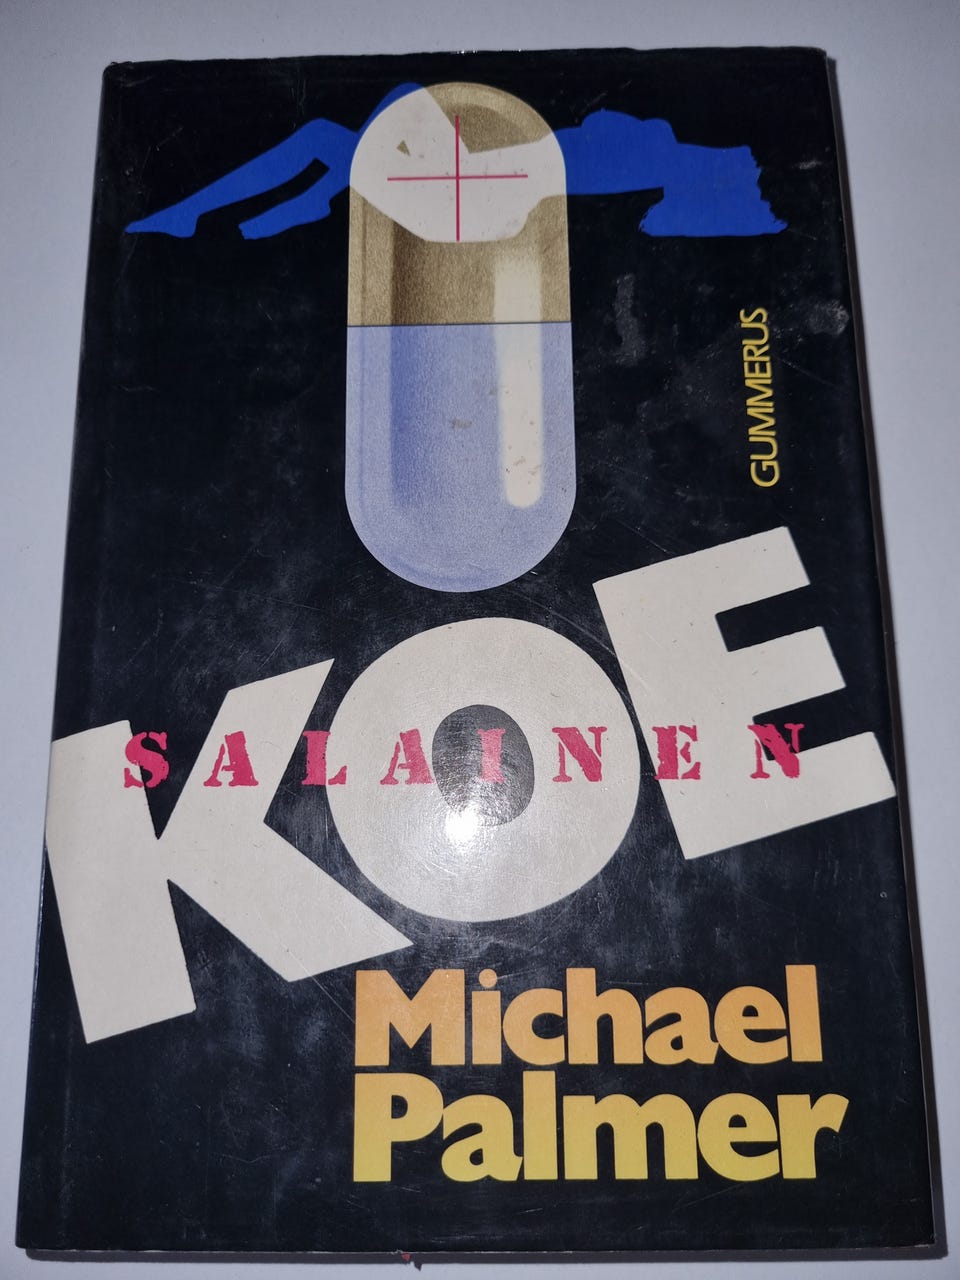 GUMMERUS
KOE
SALAINEN
Michael
Palmer